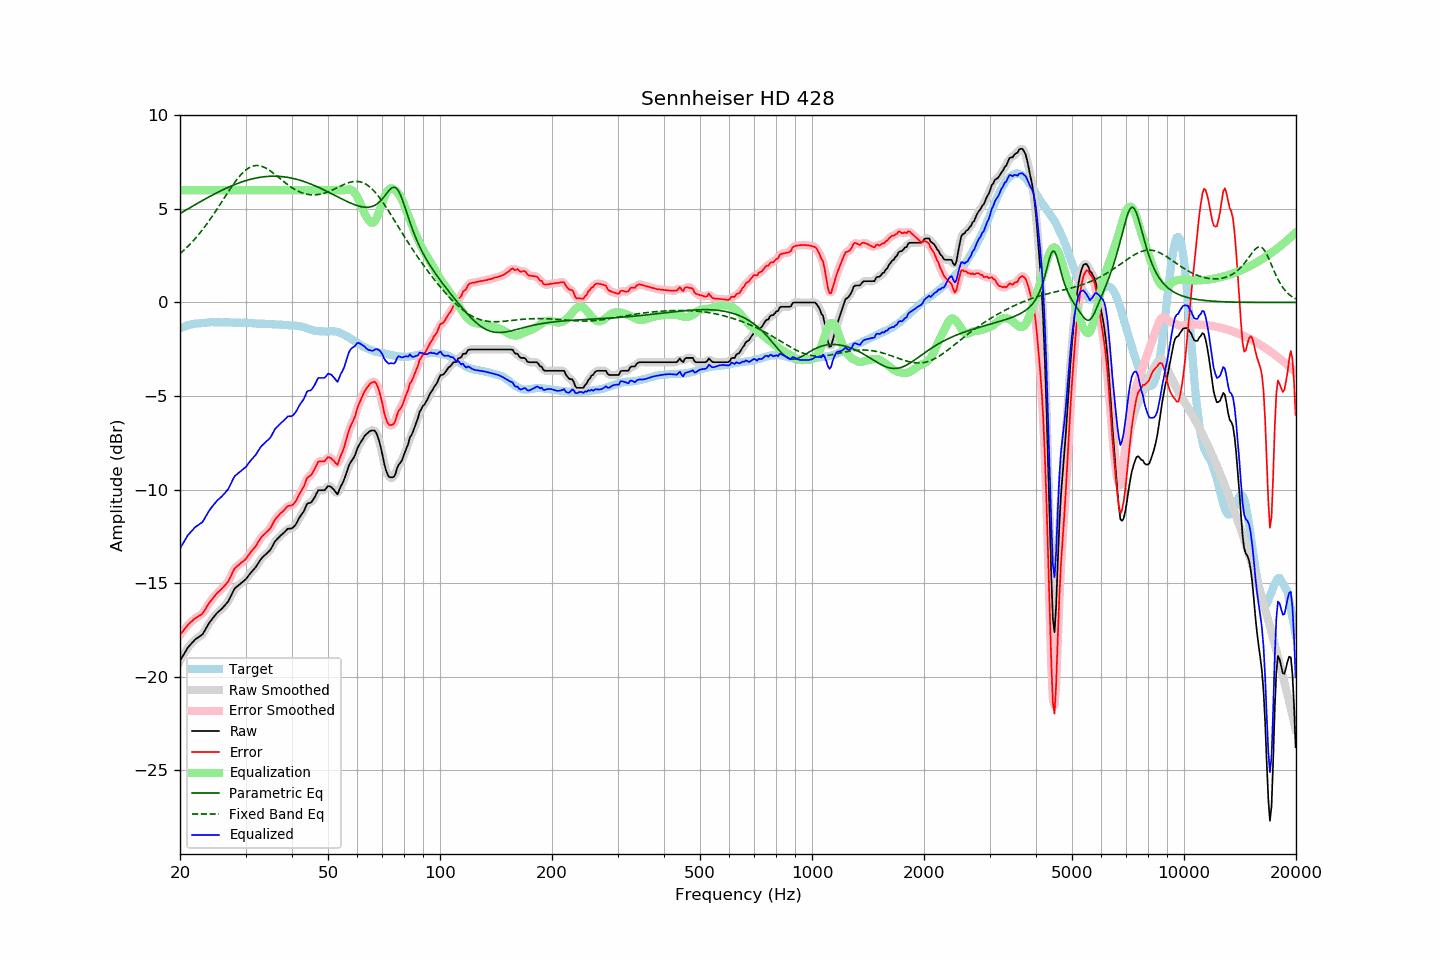 Sennheiser HD 428
Amplitude (dBr)
10
5
0
−5
−10
−15
−20
−25
Target
Raw Smoothed
Error Smoothed
Raw
Error
Equalization
Parametric Eq
Fixed Band Eq
Equalized
20 50 100 200 500 1000 2000 5000 10000 20000
Frequency (Hz)